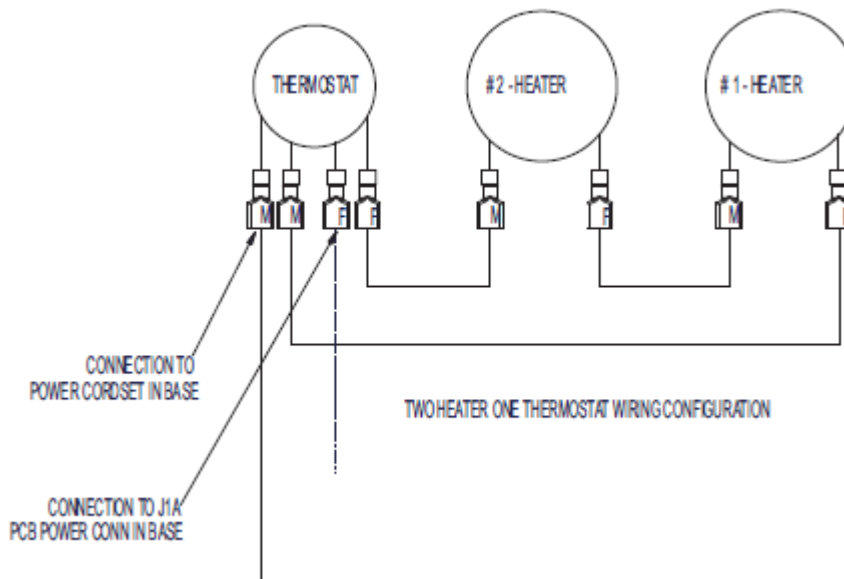 THERMOSTAT
#2-HEATER
#1-HEATER
M
M
F
F
M
F
M
CONNECTION TO
POWER CORDSET IN BASE
TWO HEATER ONE THERMOSTAT WIRING CONFIGURATION
CONNECTION TO J1A
PCB POWER CONN IN BASE